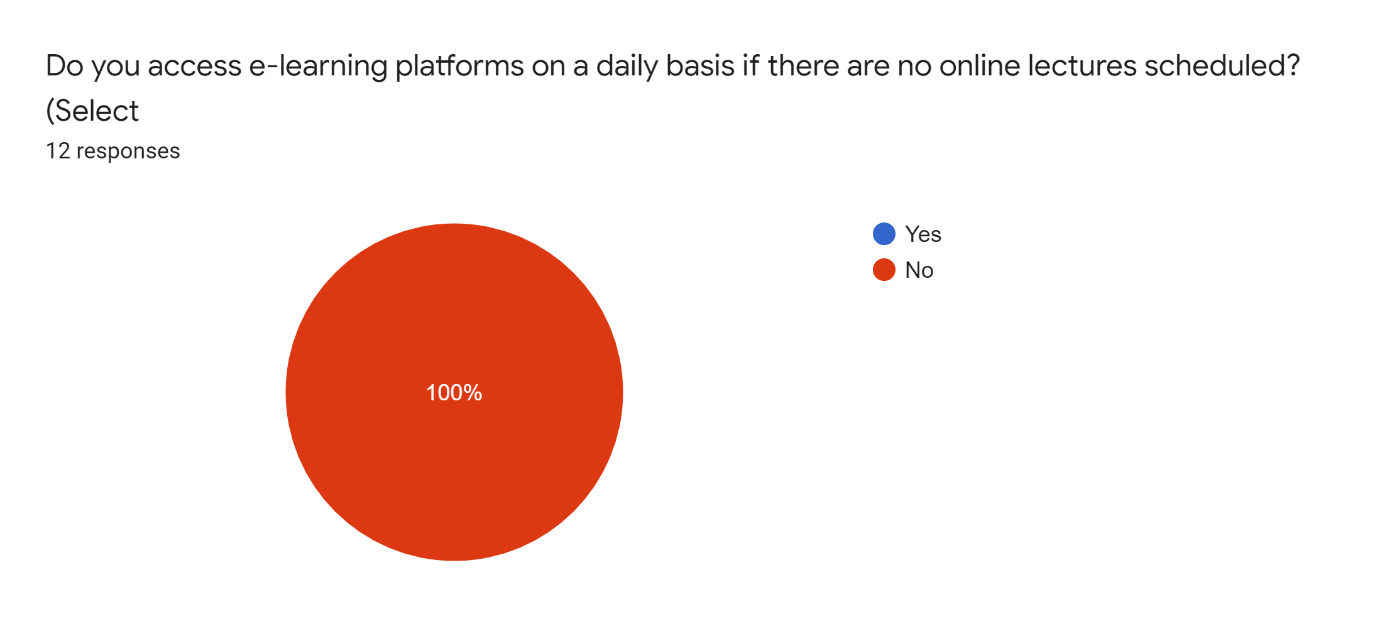 Do you access e-learning platforms on a daily basis if there are no online lectures scheduled?
(Select
12 responses
Yes
No
100%